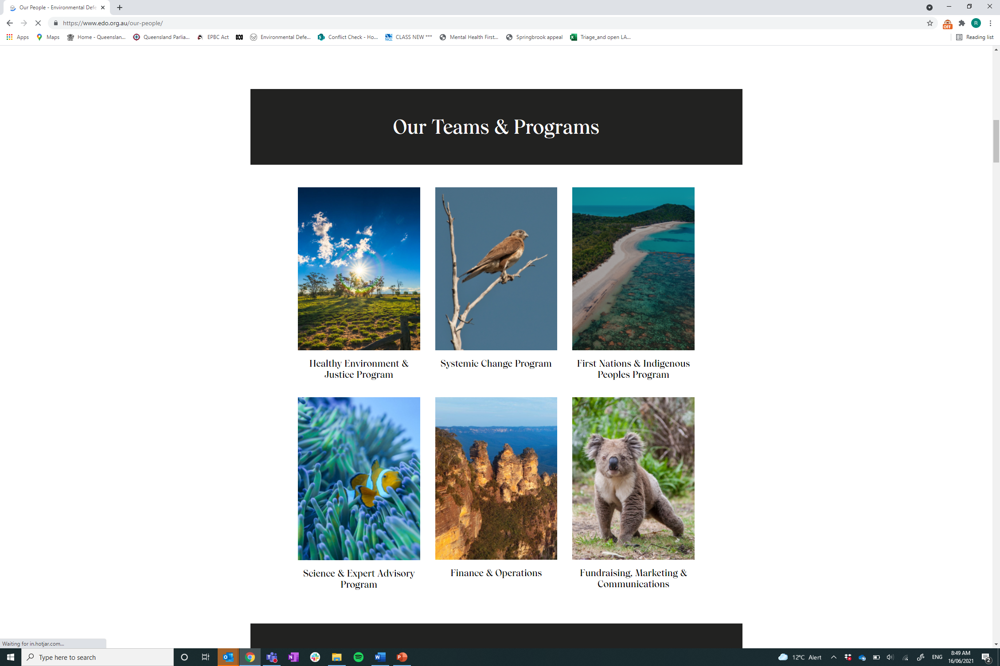 Our People - Environmental Defe
https://www.edo.org.au/our-people/
OFF
R
Apps
Maps
Home - Queenslan...
Queensland Parlia...
EPBC Act
Environmental Defe...
Conflict Check - Ho...
CLASS NEW ***
Mental Health First...
Springbrook appeal
Triage_and open LA...
Reading list
Our Teams & Programs
Healthy Environment &
Justice Program
Systemic Change Program
First Nations & Indigenous
Peoples Program
Science & Expert Advisory
Program
Finance & Operations
Fundraising, Marketing &
Communications
Waiting for in.hotjar.com...
Type here to search
12°C Alert
ENG
8:49 AM
16/06/2021
2